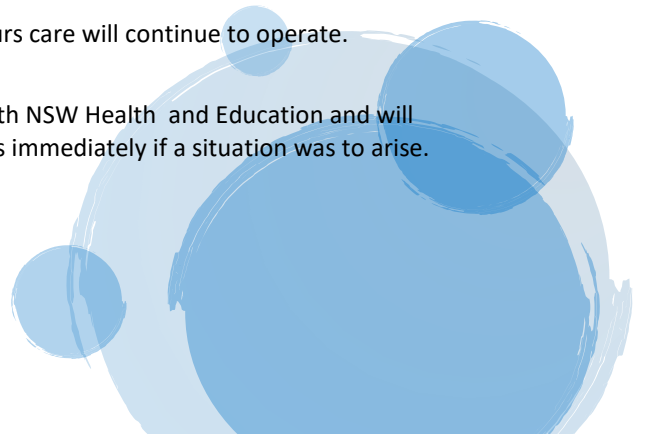 urs care will continue to operate.
th NSW Health  and Education and will
s immediately if a situation was to arise.